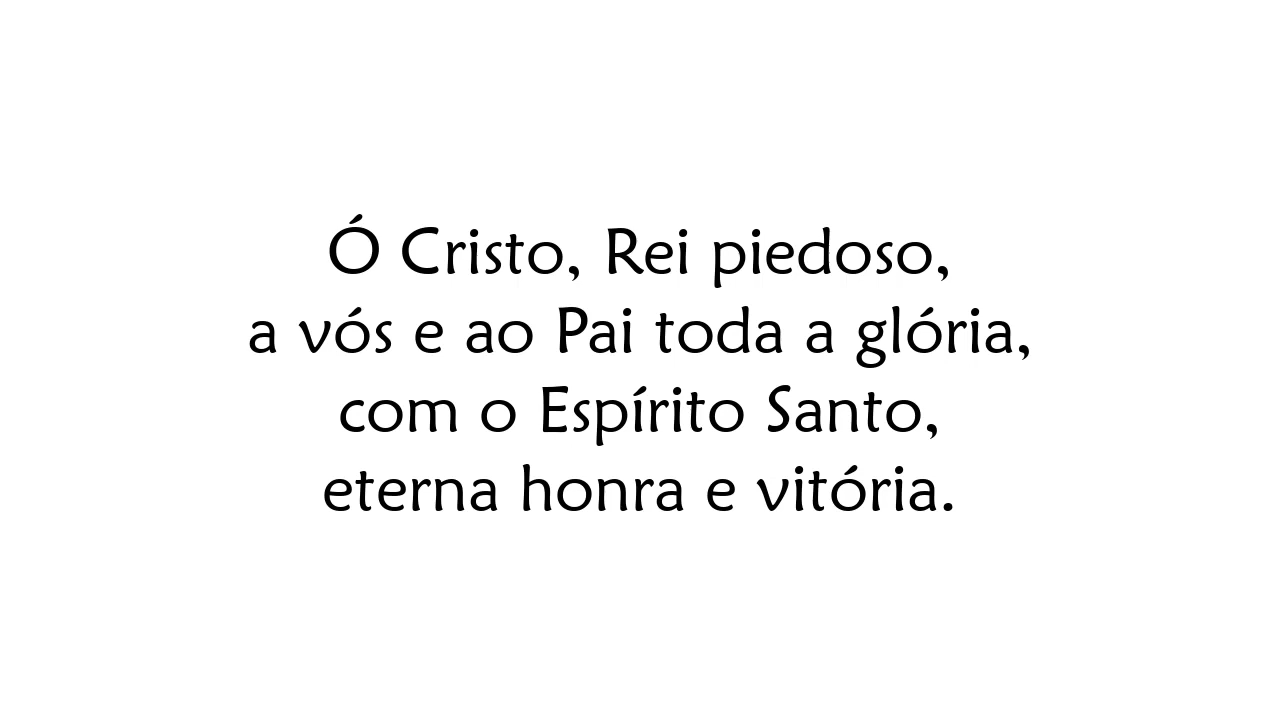 Ó Cristo, Rei piedoso,
a vós e ao Pai toda a glória,
com o Espírito Santo,
eterna honra e vitória.